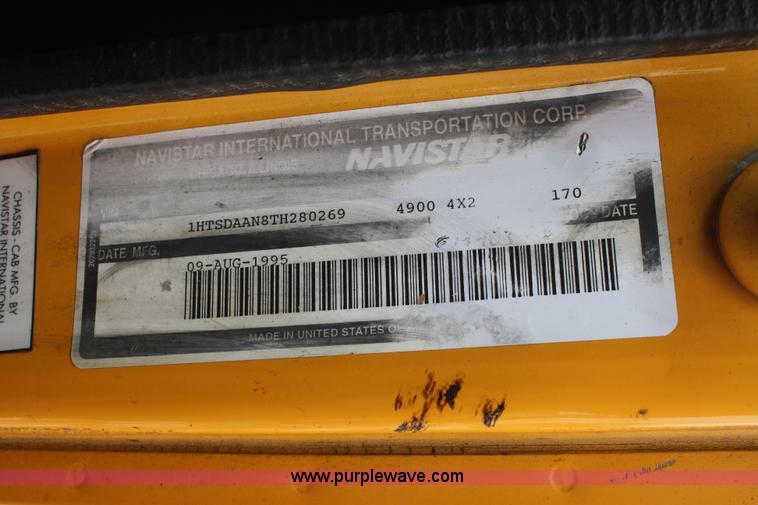 NAVISTAR INTERNATIONAL TRANSPORTATION CORP.
CHICAGO, ILLINOIS
NAVISTAR
VIN
1HTSDAAN8TH280269 4900 4X2 170
DATE MFG. DATE
09-AUG-1995
MADE IN UNITED STATES OF
CHASSIS - CAB MFG. BY
NAVISTAR INTERNATIONAL
www.purplewave.com